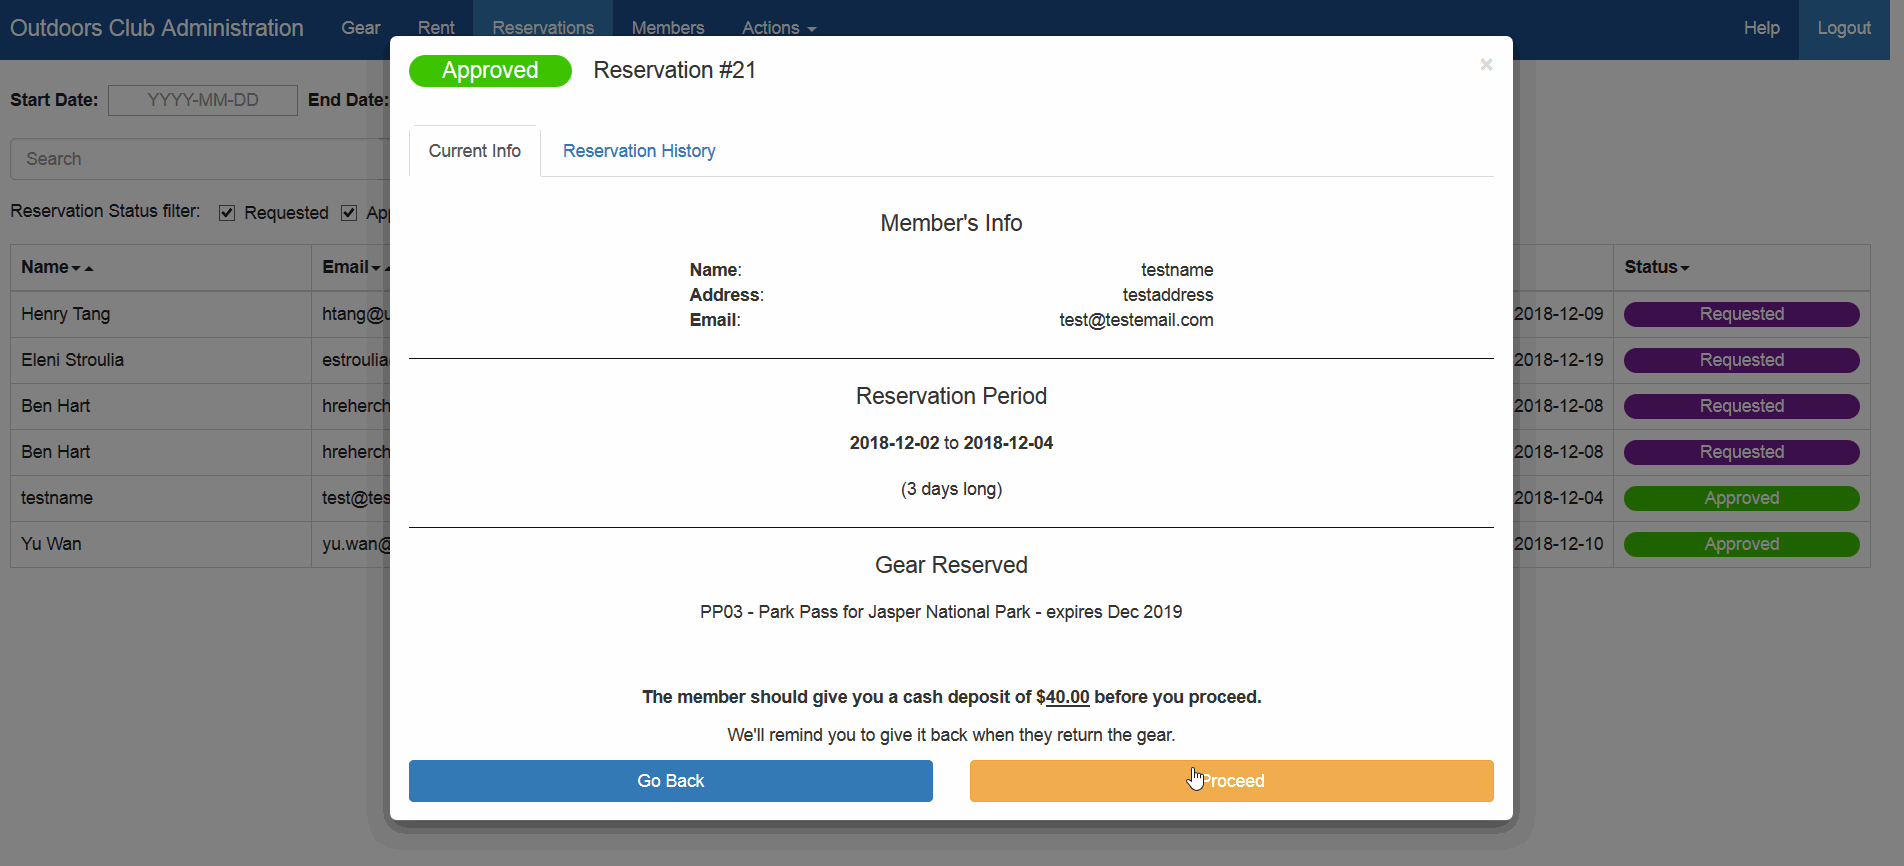 Outdoors Club Administration Gear Rent Reservations Members Actions Help Logout
Approved Reservation #21 ×
Start Date: YYYY-MM-DD End Date:
Current Info Reservation History
Search
Reservation Status filter: Requested
Member's Info
Name: testname
Address: testaddress
Email: test@testemail.com
Reservation Period
2018-12-02 to 2018-12-04
(3 days long)
Gear Reserved
PP03 - Park Pass for Jasper National Park - expires Dec 2019
The member should give you a cash deposit of $40.00 before you proceed.
We'll remind you to give it back when they return the gear.
Go Back Proceed
Name Email Status
Henry Tang htang@u 2018-12-09 Requested
Eleni Stroulia estroulia 2018-12-19 Requested
Ben Hart hreherch 2018-12-08 Requested
Ben Hart hreherch 2018-12-08 Requested
testname test@tes 2018-12-04 Approved
Yu Wan yu.wan@ 2018-12-10 Approved